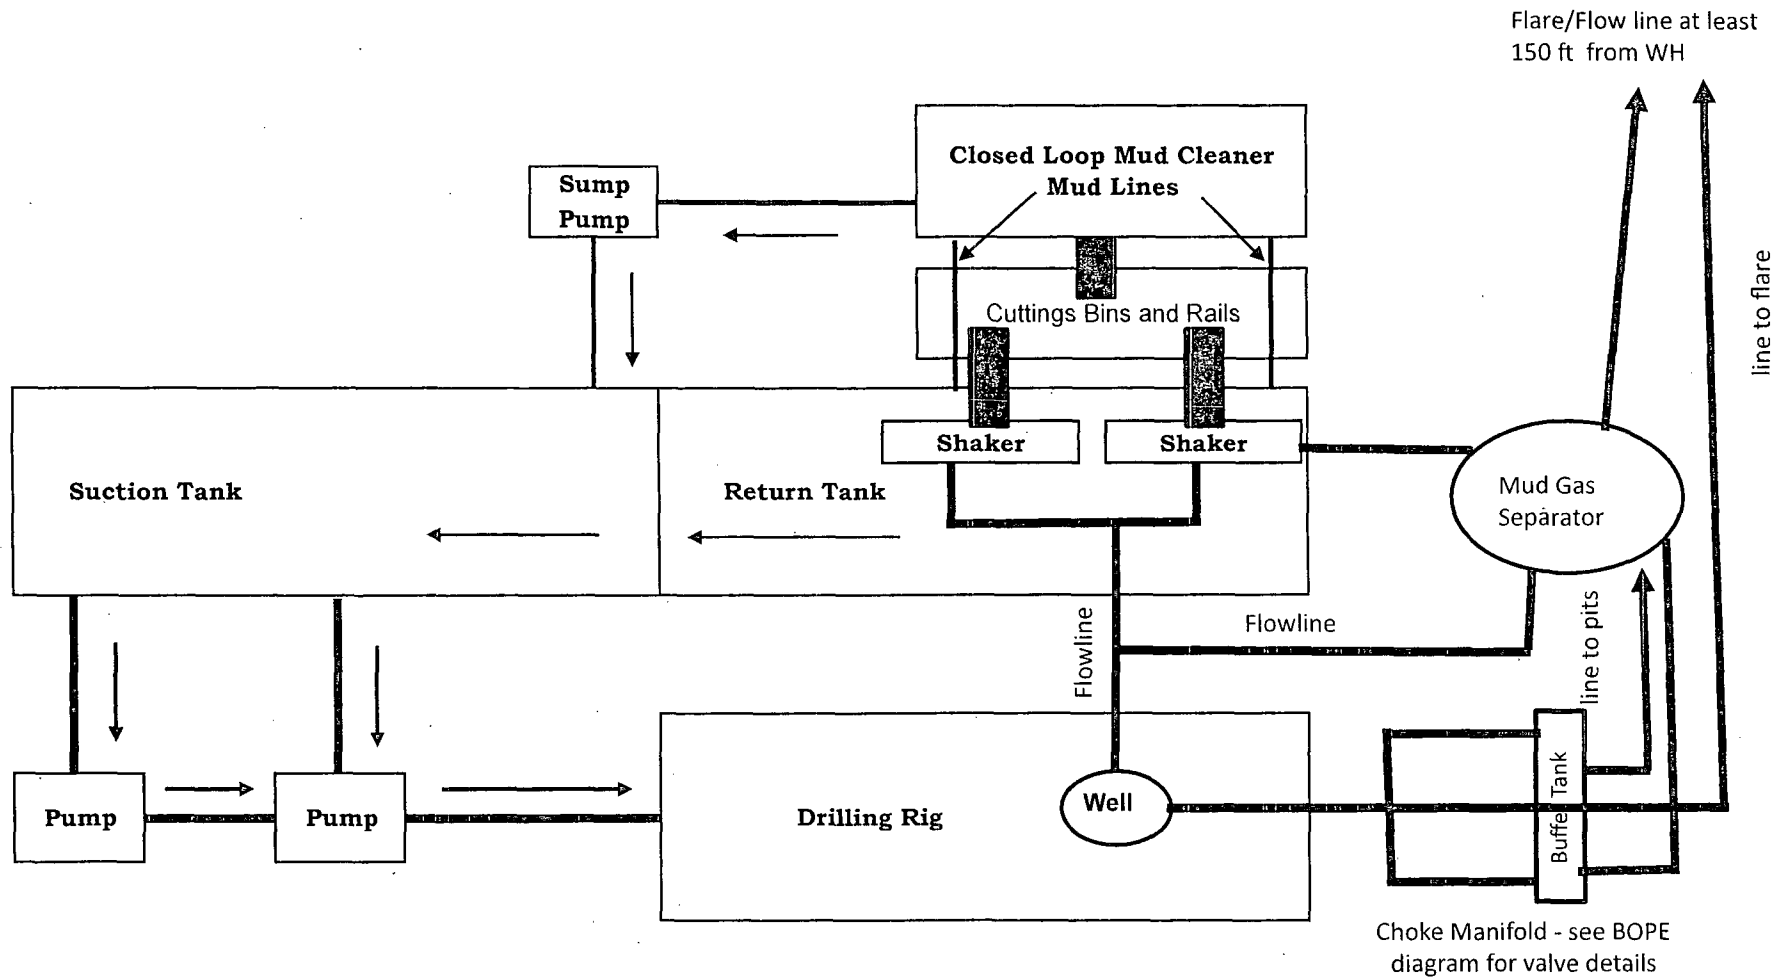 Flare/Flow line at least
150 ft from WH
Closed Loop Mud Cleaner
Mud Lines
Sump
Pump
line to flare
Cuttings Bins and Rails
Shaker
Shaker
Suction Tank
Return Tank
Mud Gas
Separator
Flowline
Flowline
line to pits
Pump
Pump
Drilling Rig
Well
Buffe Tank
Choke Manifold - see BOPE
diagram for valve details